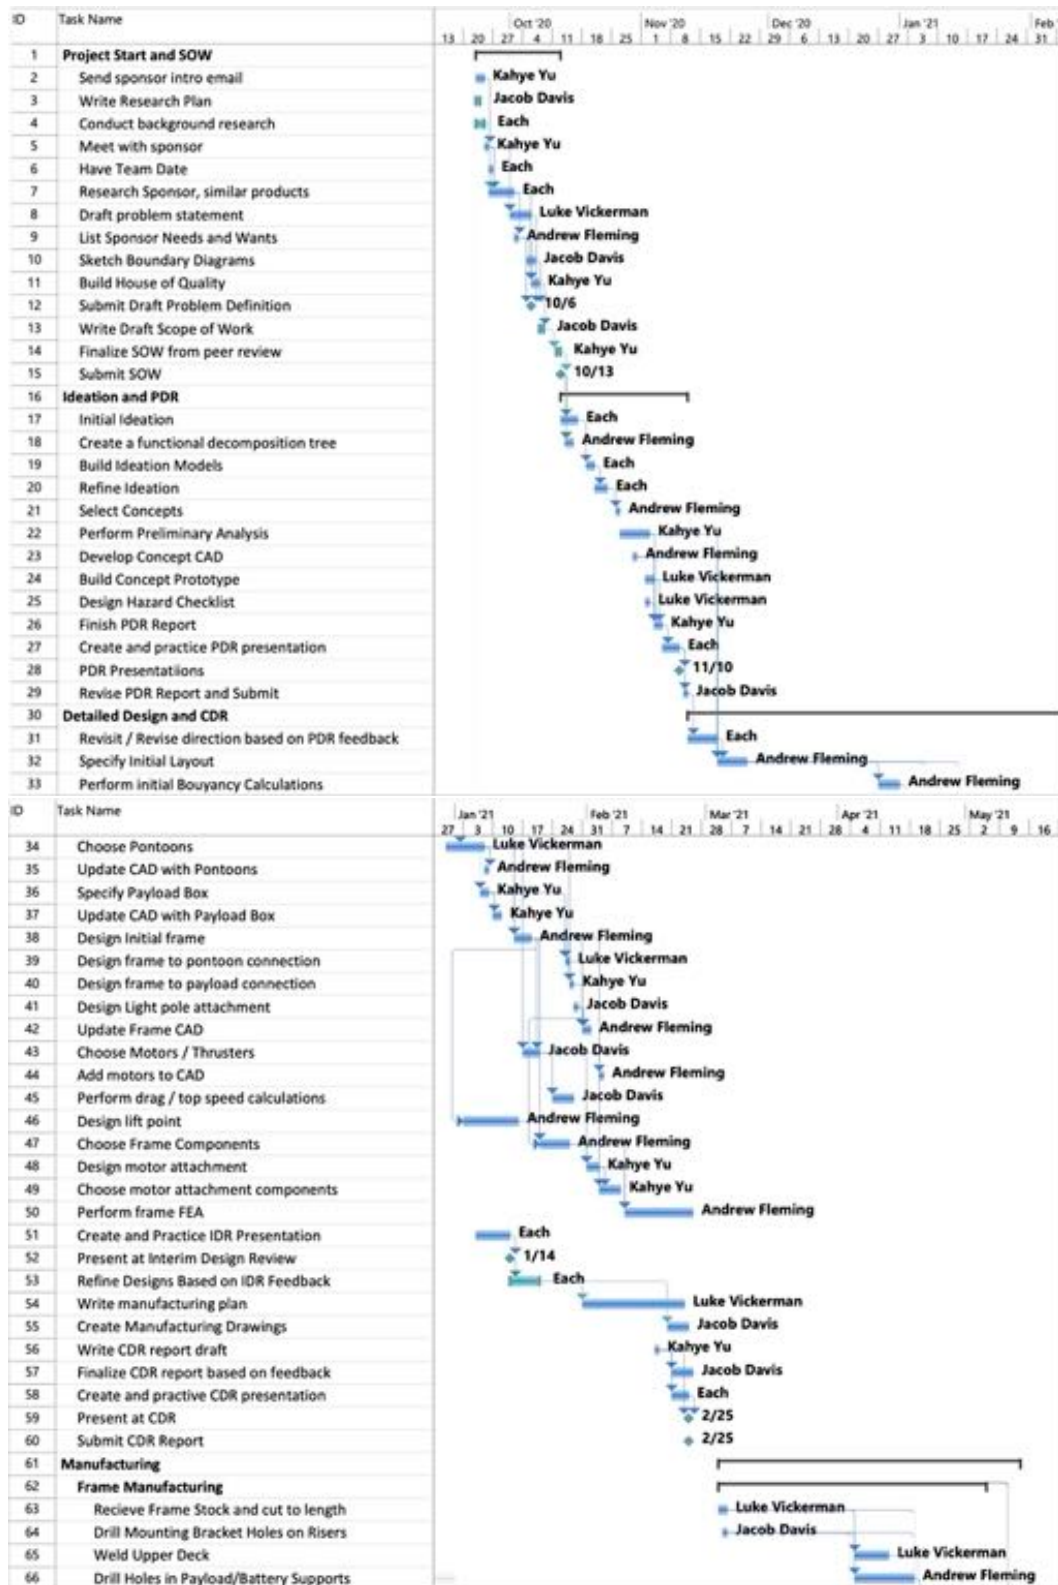 ID Task Name Oct '20 Nov '20 Dec '20 Jan '21 Feb
13 20 27 4 11 18 25 1 8 15 22 29 6 13 20 27 3 10 17 24 31
1 Project Start and SOW
2 Send sponsor intro email Kahye Yu
3 Write Research Plan Jacob Davis
4 Conduct background research Each
5 Meet with sponsor Kahye Yu
6 Have Team Date Each
7 Research Sponsor, similar products Each
8 Draft problem statement Luke Vickerman
9 List Sponsor Needs and Wants Andrew Fleming
10 Sketch Boundary Diagrams Jacob Davis
11 Build House of Quality Kahye Yu
12 Submit Draft Problem Definition 10/6
13 Write Draft Scope of Work Jacob Davis
14 Finalize SOW from peer review Kahye Yu
15 Submit SOW 10/13
16 Ideation and PDR
17 Initial Ideation Each
18 Create a functional decomposition tree Andrew Fleming
19 Build Ideation Models Each
20 Refine Ideation Each
21 Select Concepts Andrew Fleming
22 Perform Preliminary Analysis Kahye Yu
23 Develop Concept CAD Andrew Fleming
24 Build Concept Prototype Luke Vickerman
25 Design Hazard Checklist Luke Vickerman
26 Finish PDR Report Kahye Yu
27 Create and practice PDR presentation Each
28 PDR Presentatiions 11/10
29 Revise PDR Report and Submit Jacob Davis
30 Detailed Design and CDR
31 Revisit / Revise direction based on PDR feedback Each
32 Specify Initial Layout Andrew Fleming
33 Perform initial Bouyancy Calculations Andrew Fleming
ID Task Name Jan '21 Feb '21 Mar '21 Apr '21 May '21
27 3 10 17 24 31 7 14 21 28 7 14 21 28 4 11 18 25 2 9 16
34 Choose Pontoons Luke Vickerman
35 Update CAD with Pontoons Andrew Fleming
36 Specify Payload Box Kahye Yu
37 Update CAD with Payload Box Kahye Yu
38 Design Initial frame Andrew Fleming
39 Design frame to pontoon connection Luke Vickerman
40 Design frame to payload connection Kahye Yu
41 Design Light pole attachment Jacob Davis
42 Update Frame CAD Andrew Fleming
43 Choose Motors / Thrusters Jacob Davis
44 Add motors to CAD Andrew Fleming
45 Perform drag / top speed calculations Jacob Davis
46 Design lift point Andrew Fleming
47 Choose Frame Components Andrew Fleming
48 Design motor attachment Kahye Yu
49 Choose motor attachment components Kahye Yu
50 Perform frame FEA Andrew Fleming
51 Create and Practice IDR Presentation Each
52 Present at Interim Design Review 1/14
53 Refine Designs Based on IDR Feedback Each
54 Write manufacturing plan Luke Vickerman
55 Create Manufacturing Drawings Jacob Davis
56 Write CDR report draft Kahye Yu
57 Finalize CDR report based on feedback Jacob Davis
58 Create and practive CDR presentation Each
59 Present at CDR 2/25
60 Submit CDR Report 2/25
61 Manufacturing
62 Frame Manufacturing
63 Recieve Frame Stock and cut to length Luke Vickerman
64 Drill Mounting Bracket Holes on Risers Jacob Davis
65 Weld Upper Deck Luke Vickerman
66 Drill Holes in Payload/Battery Supports Andrew Fleming